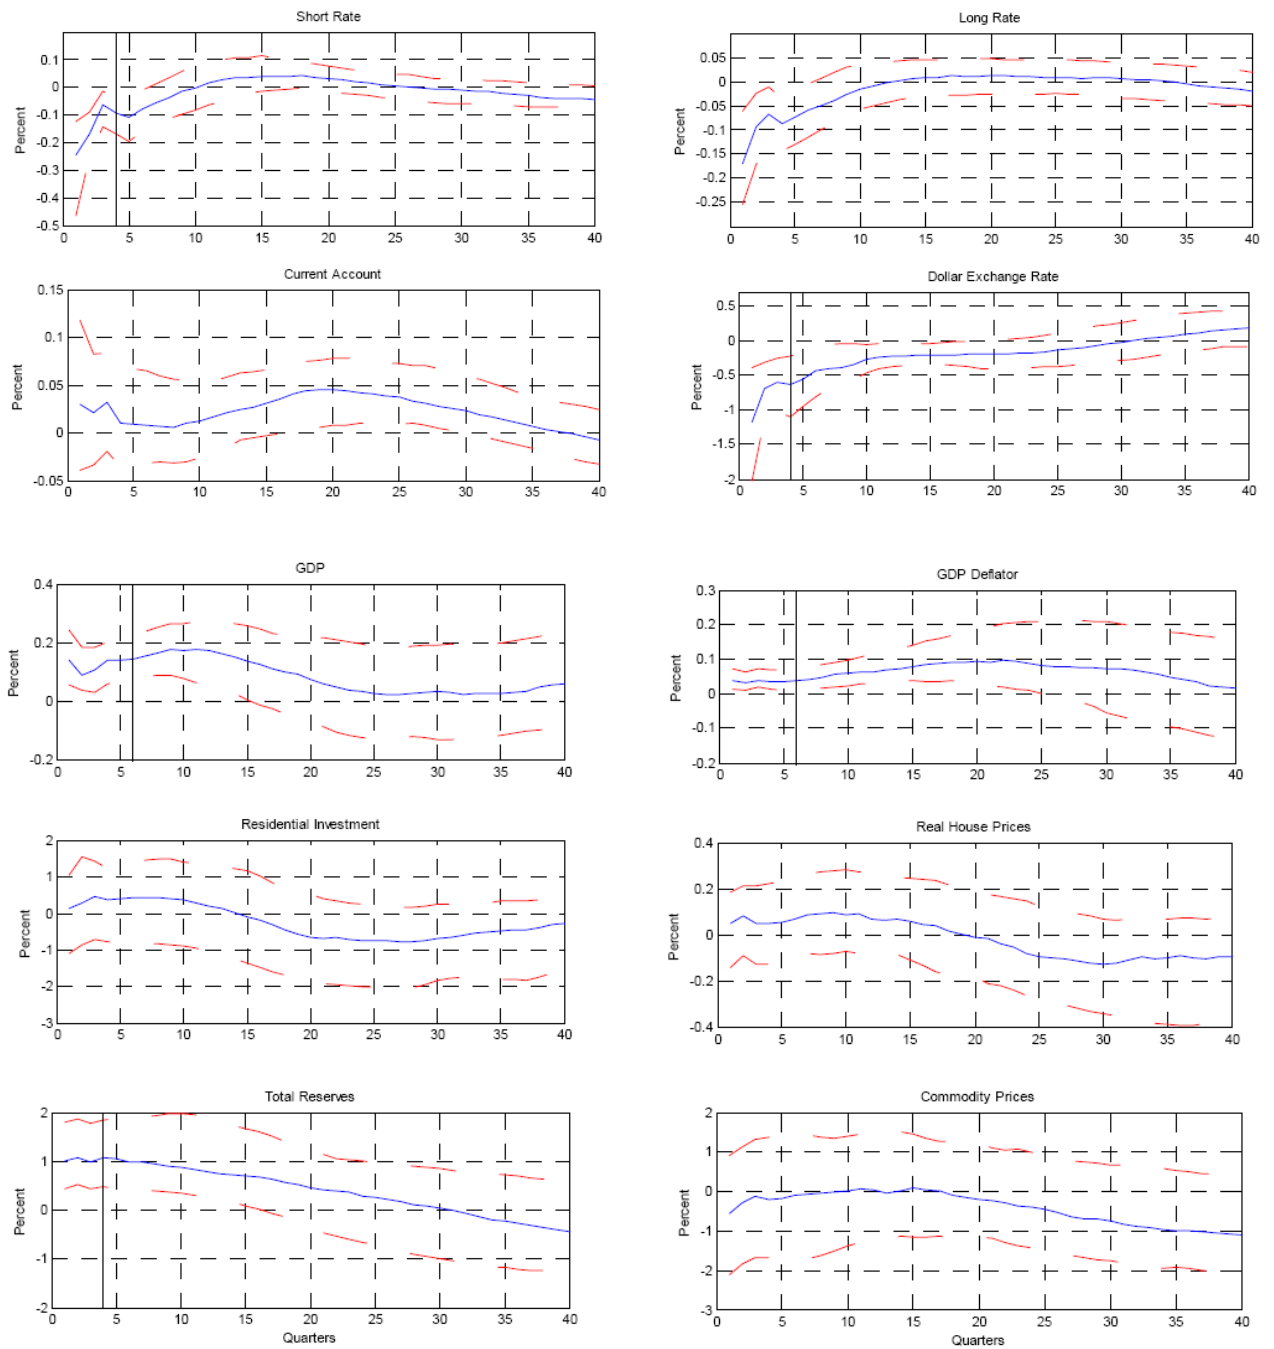 Short Rate
Percent
0.1
0
-0.1
-0.2
-0.3
-0.4
-0.5
0 5 10 15 20 25 30 35 40
Long Rate
Percent
0.05
0
-0.05
-0.1
-0.15
-0.2
-0.25
0 5 10 15 20 25 30 35 40
Current Account
Percent
0.15
0.1
0.05
0
-0.05
0 5 10 15 20 25 30 35 40
Dollar Exchange Rate
Percent
0.5
0
-0.5
-1
-1.5
-2
0 5 10 15 20 25 30 35 40
GDP
Percent
0.4
0.2
0
-0.2
0 5 10 15 20 25 30 35 40
GDP Deflator
Percent
0.3
0.2
0.1
0
-0.1
-0.2
0 5 10 15 20 25 30 35 40
Residential Investment
Percent
2
1
0
-1
-2
-3
0 5 10 15 20 25 30 35 40
Real House Prices
Percent
0.4
0.2
0
-0.2
-0.4
0 5 10 15 20 25 30 35 40
Total Reserves
Percent
2
1
0
-1
-2
0 5 10 15 20 25 30 35 40
Quarters
Commodity Prices
Percent
2
1
0
-1
-2
-3
0 5 10 15 20 25 30 35 40
Quarters